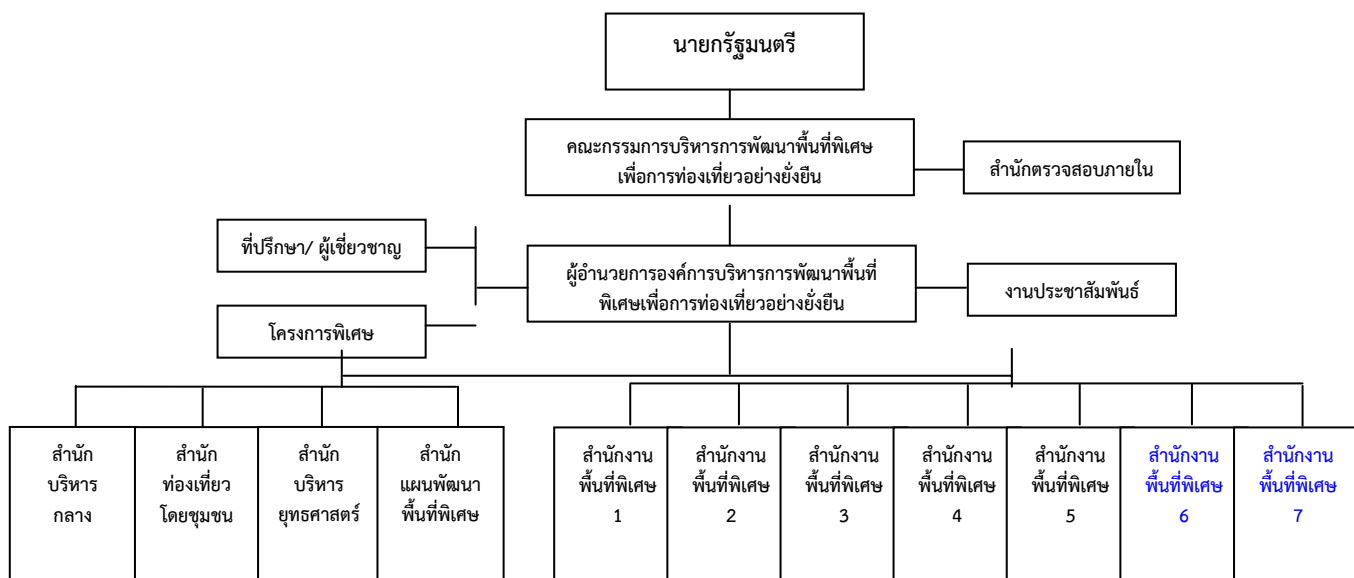 นายกรัฐมนตรี
คณะกรรมการบริหารการพัฒนาพื้นที่พิเศษ
เพื่อการท่องเที่ยวอย่างยั่งยืน
สำนักตรวจสอบภายใน
ที่ปรึกษา/ ผู้เชี่ยวชาญ
ผู้อำนวยการองค์การบริหารการพัฒนาพื้นที่
พิเศษเพื่อการท่องเที่ยวอย่างยั่งยืน
งานประชาสัมพันธ์
โครงการพิเศษ
สำนัก
บริหาร
กลาง
สำนัก
ท่องเที่ยว
โดยชุมชน
สำนัก
บริหาร
ยุทธศาสตร์
สำนัก
แผนพัฒนา
พื้นที่พิเศษ
สำนักงาน
พื้นที่พิเศษ
1
สำนักงาน
พื้นที่พิเศษ
2
สำนักงาน
พื้นที่พิเศษ
3
สำนักงาน
พื้นที่พิเศษ
4
สำนักงาน
พื้นที่พิเศษ
5
สำนักงาน
พื้นที่พิเศษ
6
สำนักงาน
พื้นที่พิเศษ
7